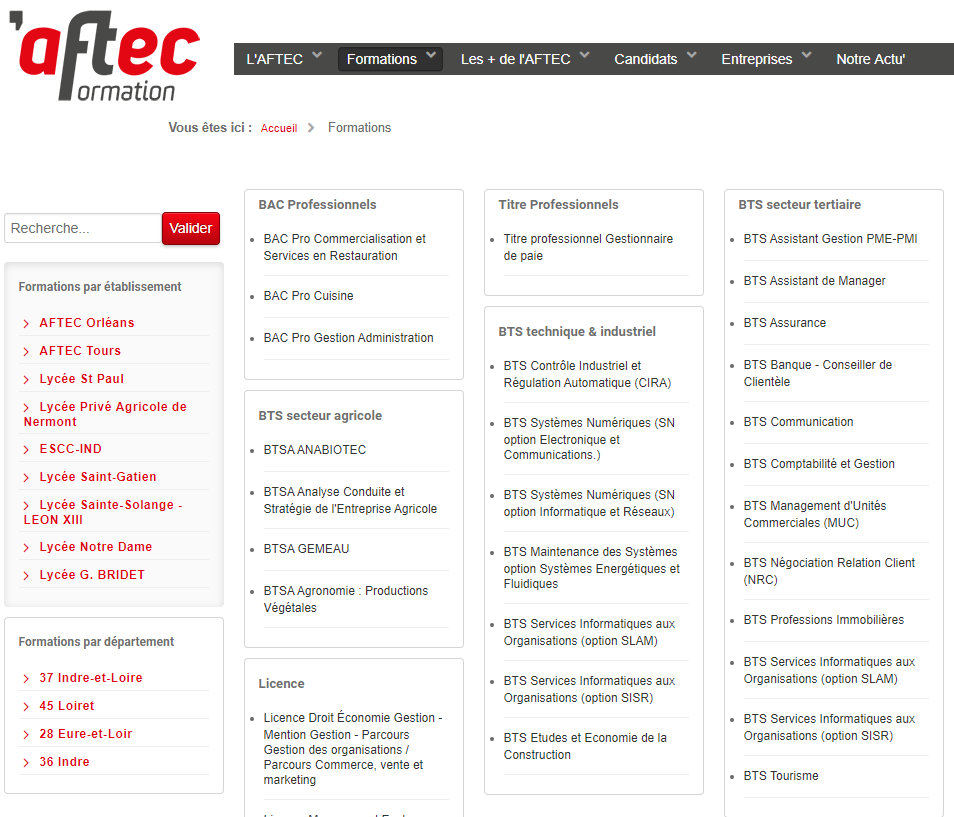 'aftec
formation
L'AFTEC
Formations
Les + de l'AFTEC
Candidats
Entreprises
Notre Actu'
Vous êtes ici :
Accueil
Formations
Recherche...
Valider
Formations par établissement
AFTEC Orléans
AFTEC Tours
Lycée St Paul
Lycée Privé Agricole de
Nermont
ESCC-IND
Lycée Saint-Gatien
Lycée Sainte-Solange -
LEON XIII
Lycée Notre Dame
Lycée G. BRIDET
Formations par département
37 Indre-et-Loire
45 Loiret
28 Eure-et-Loir
36 Indre
BAC Professionnels
BAC Pro Commercialisation et
Services en Restauration
BAC Pro Cuisine
BAC Pro Gestion Administration
BTS secteur agricole
BTSA ANABIOTEC
BTSA Analyse Conduite et
Stratégie de l'Entreprise Agricole
BTSA GEMEAU
BTSA Agronomie : Productions
Végétales
Licence
Licence Droit Économie Gestion -
Mention Gestion - Parcours
Gestion des organisations /
Parcours Commerce, vente et
marketing
Titre Professionnels
Titre professionnel Gestionnaire
de paie
BTS technique & industriel
BTS Contrôle Industriel et
Régulation Automatique (CIRA)
BTS Systèmes Numériques (SN
option Electronique et
Communications.)
BTS Systèmes Numériques (SN
option Informatique et Réseaux)
BTS Maintenance des Systèmes
option Systèmes Energétiques et
Fluidiques
BTS Services Informatiques aux
Organisations (option SLAM)
BTS Services Informatiques aux
Organisations (option SISR)
BTS Etudes et Economie de la
Construction
BTS secteur tertiaire
BTS Assistant Gestion PME-PMI
BTS Assistant de Manager
BTS Assurance
BTS Banque - Conseiller de
Clientèle
BTS Communication
BTS Comptabilité et Gestion
BTS Management d'Unités
Commerciales (MUC)
BTS Négociation Relation Client
(NRC)
BTS Professions Immobilières
BTS Services Informatiques aux
Organisations (option SLAM)
BTS Services Informatiques aux
Organisations (option SISR)
BTS Tourisme